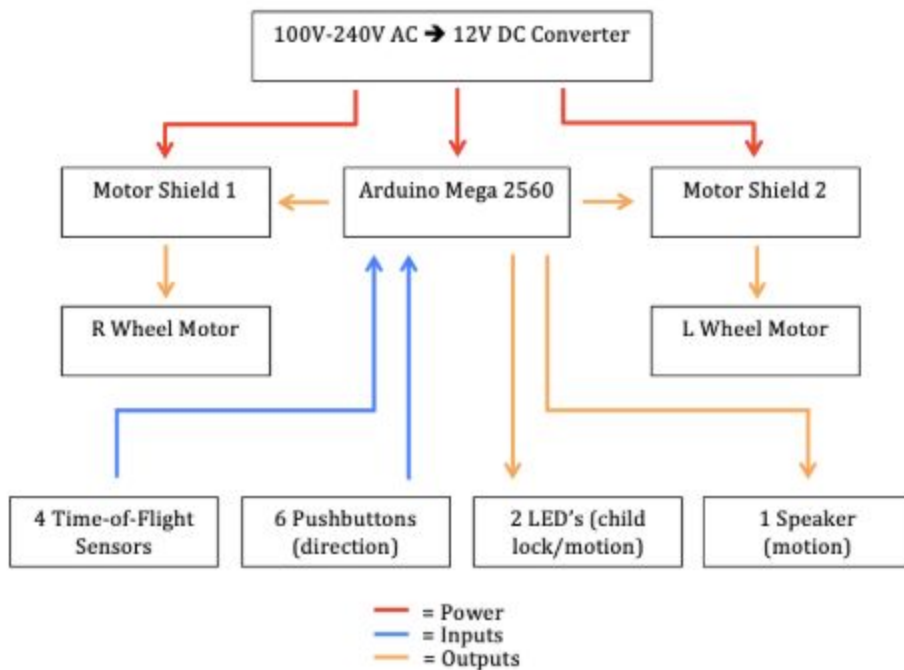 100V-240V AC 🡺 12V DC Converter
Motor Shield 1
Arduino Mega 2560
Motor Shield 2
R Wheel Motor
L Wheel Motor
4 Time-of-Flight
Sensors
6 Pushbuttons
(direction)
2 LED's (child
lock/motion)
1 Speaker
(motion)
= Power
= Inputs
= Outputs